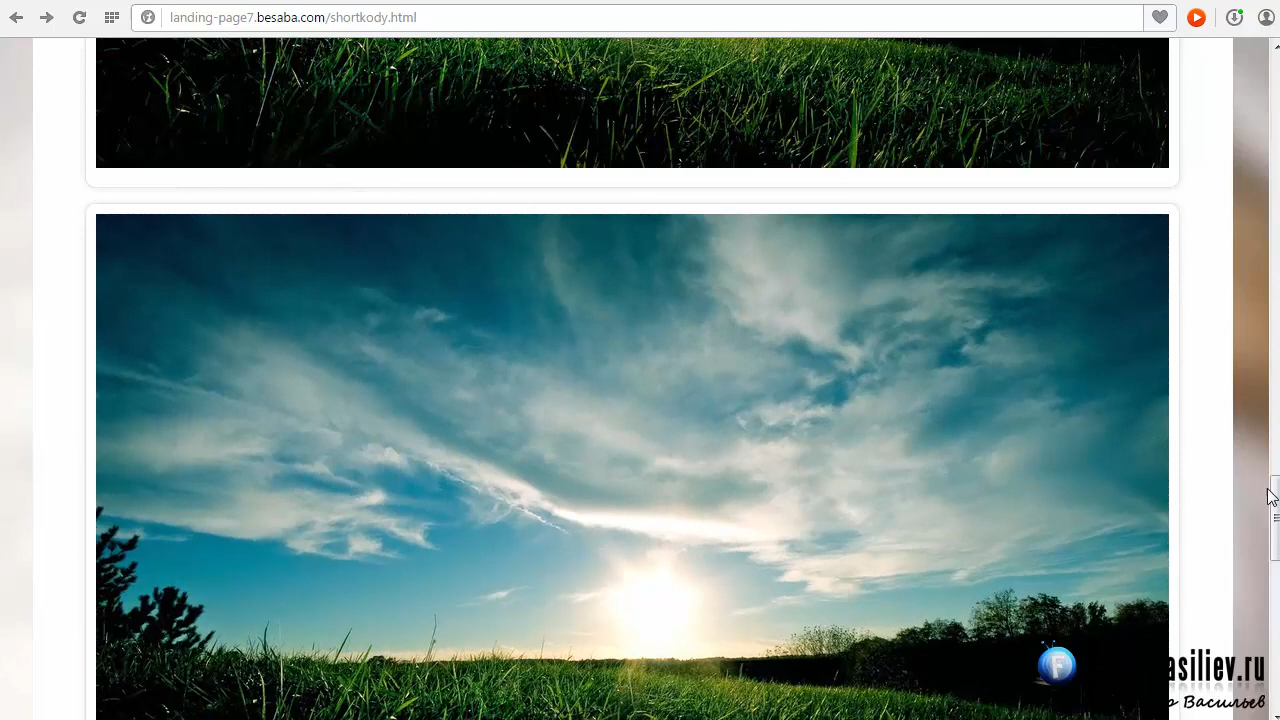 landing-page7.besaba.com/shortkody.html
F
asiliev.ru
р Васильев